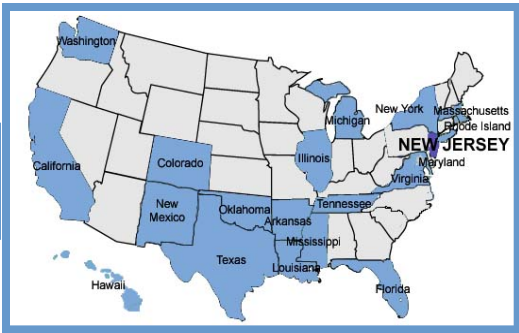 Washington
Michigan
New York
Massachusetts
Rhode Island
NEW JERSEY
Maryland
Virginia
California
Colorado
Illinois
Tennessee
New
Mexico
Oklahoma
Arkansas
Mississippi
Texas
Louisiana
Hawaii
Florida